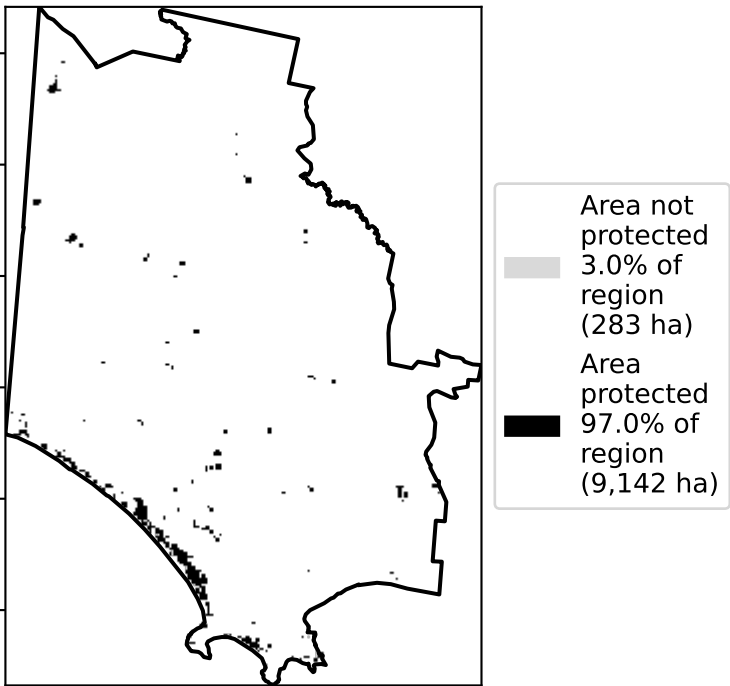 Area not
protected
3.0% of
region
(283 ha)
Area
protected
97.0% of
region
(9,142 ha)